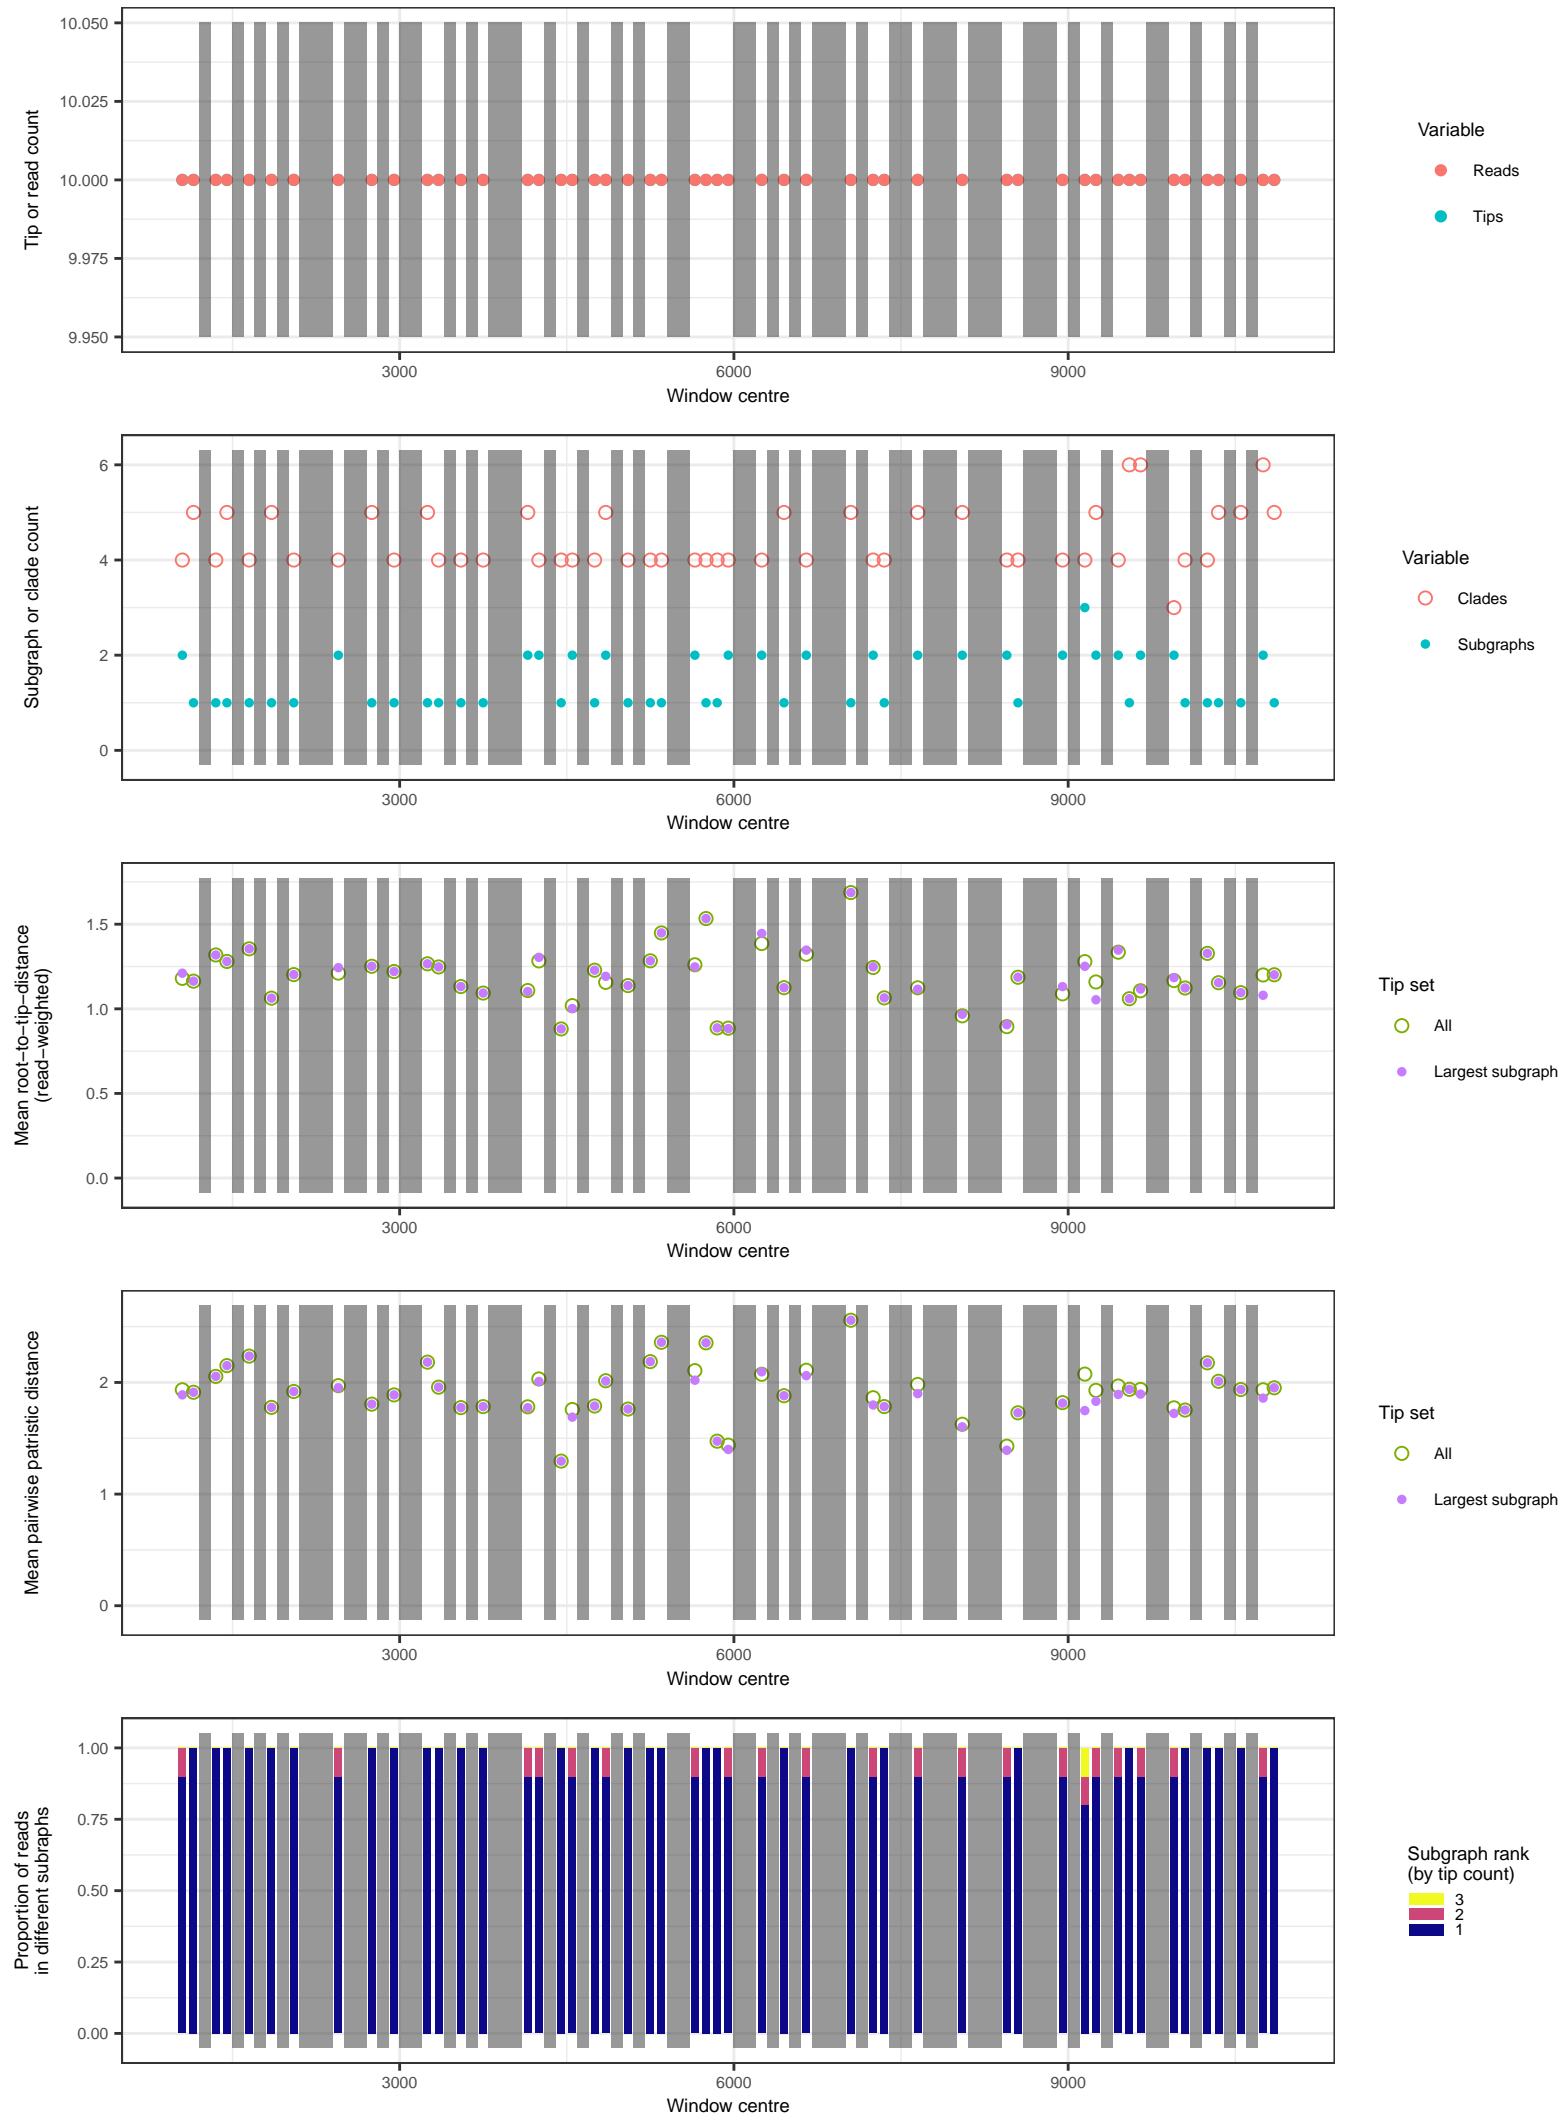 10.050
10.025
10.000
9.975
9.950
Tip or read count
3000
6000
9000
Window centre
Variable
Reads
Tips
6
4
2
0
Subgraph or clade count
3000
6000
9000
Window centre
Variable
Clades
Subgraphs
1.5
1.0
0.5
0.0
Mean root−to−tip−distance
(read−weighted)
3000
6000
9000
Window centre
Tip set
All
Largest subgraph
2
1
0
Mean pairwise patristic distance
3000
6000
9000
Window centre
Tip set
All
Largest subgraph
1.00
0.75
0.50
0.25
0.00
Proportion of reads
in different subraphs
3000
6000
9000
Window centre
Subgraph rank
(by tip count)
3
2
1